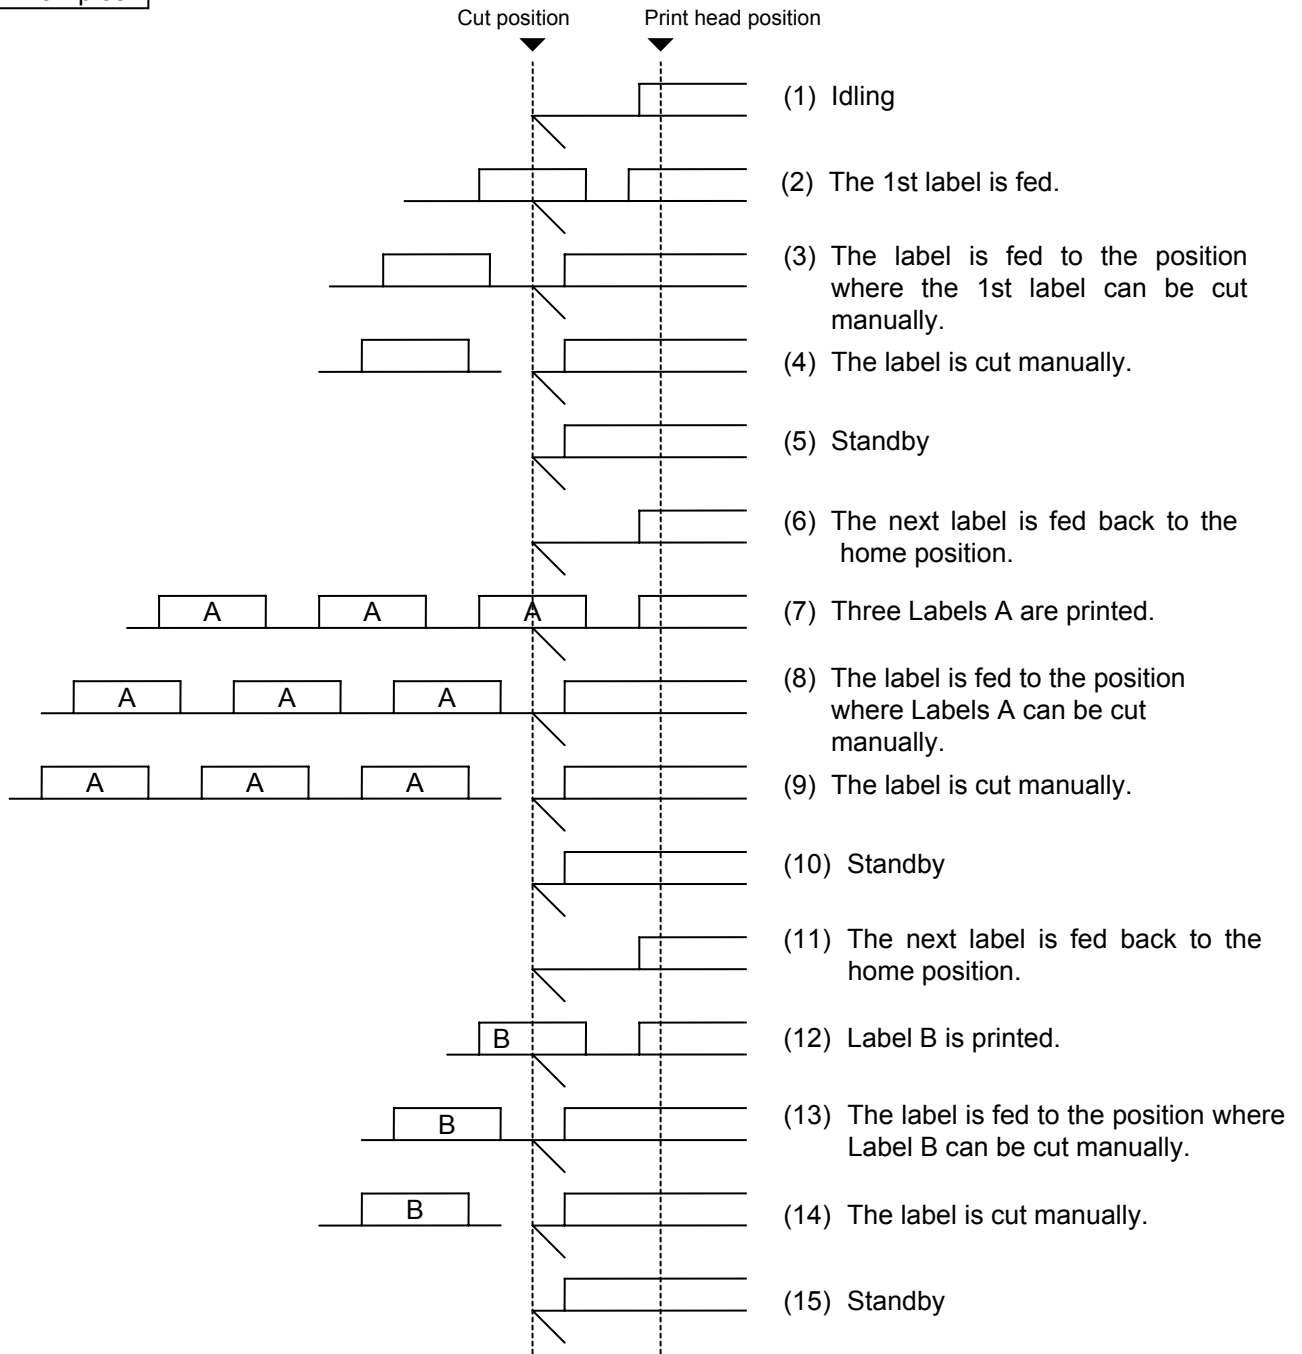 Cut position Print head position
(1) Idling
(2) The 1st label is fed.
(3) The label is fed to the position
where the 1st label can be cut
manually.
(4) The label is cut manually.
(5) Standby
(6) The next label is fed back to the
home position.
A A A
(7) Three Labels A are printed.
A A A
(8) The label is fed to the position
where Labels A can be cut
manually.
A A A
(9) The label is cut manually.
(10) Standby
(11) The next label is fed back to the
home position.
B
(12) Label B is printed.
B
(13) The label is fed to the position where
Label B can be cut manually.
B
(14) The label is cut manually.
(15) Standby